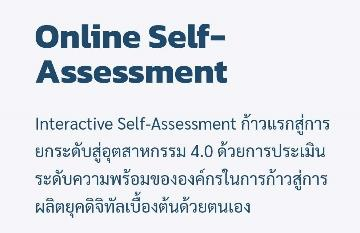 Online Self-
Assessment
Interactive Self-Assessment ก้าวแรกสู่การ
ยกระดับสู่อุตสาหกรรม 4.0 ด้วยการประเมิน
ระดับความพร้อมขององค์กรในการก้าวสู่การ
ผลิตยุคดิจิทัลเบื้องต้นด้วยตนเอง